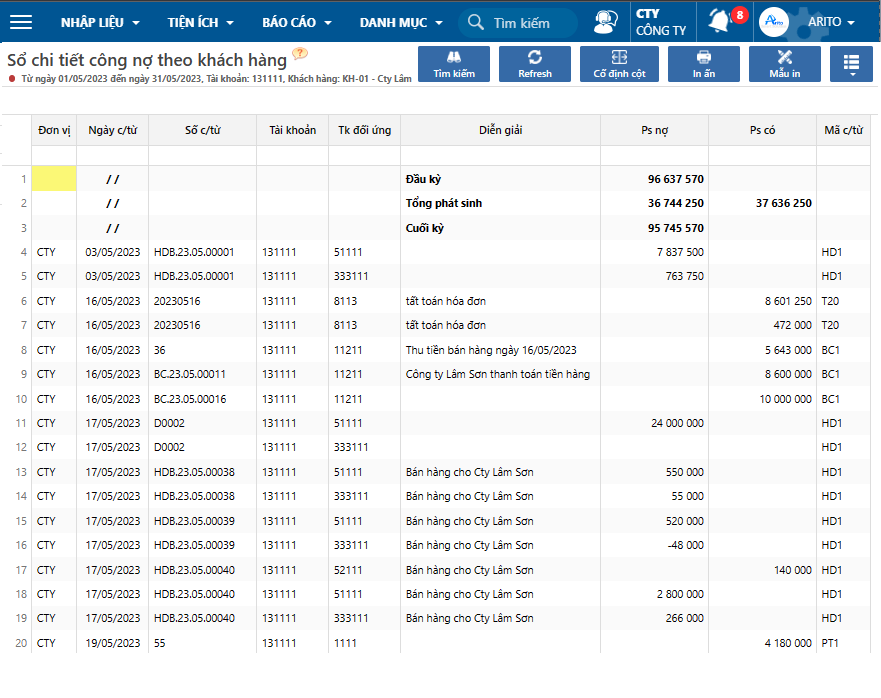 NHẬP LIỆU TIỆN ÍCH BÁO CÁO DANH MỤC Tìm kiếm CTY CÔNG TY 8 Arito ARITO
Sổ chi tiết công nợ theo khách hàng ?
Từ ngày 01/05/2023 đến ngày 31/05/2023, Tài khoản: 131111, Khách hàng: KH-01 - Cty Lâm
Tìm kiếm Refresh Cố định cột In ấn Mẫu in
Đơn vị Ngày c/từ Số c/từ Tài khoản Tk đối ứng Diễn giải Ps nợ Ps có Mã c/từ
1 / / Đầu kỳ 96 637 570
2 / / Tổng phát sinh 36 744 250 37 636 250
3 / / Cuối kỳ 95 745 570
4 CTY 03/05/2023 HDB.23.05.00001 131111 51111 7 837 500 HD1
5 CTY 03/05/2023 HDB.23.05.00001 131111 333111 763 750 HD1
6 CTY 16/05/2023 20230516 131111 8113 tất toán hóa đơn 8 601 250 T20
7 CTY 16/05/2023 20230516 131111 8113 tất toán hóa đơn 472 000 T20
8 CTY 16/05/2023 36 131111 11211 Thu tiền bán hàng ngày 16/05/2023 5 643 000 BC1
9 CTY 16/05/2023 BC.23.05.00011 131111 11211 Công ty Lâm Sơn thanh toán tiền hàng 8 600 000 BC1
10 CTY 16/05/2023 BC.23.05.00016 131111 11211 10 000 000 BC1
11 CTY 17/05/2023 D0002 131111 51111 24 000 000 HD1
12 CTY 17/05/2023 D0002 131111 333111 HD1
13 CTY 17/05/2023 HDB.23.05.00038 131111 51111 Bán hàng cho Cty Lâm Sơn 550 000 HD1
14 CTY 17/05/2023 HDB.23.05.00038 131111 333111 Bán hàng cho Cty Lâm Sơn 55 000 HD1
15 CTY 17/05/2023 HDB.23.05.00039 131111 51111 Bán hàng cho Cty Lâm Sơn 520 000 HD1
16 CTY 17/05/2023 HDB.23.05.00039 131111 333111 Bán hàng cho Cty Lâm Sơn -48 000 HD1
17 CTY 17/05/2023 HDB.23.05.00040 131111 52111 Bán hàng cho Cty Lâm Sơn 140 000 HD1
18 CTY 17/05/2023 HDB.23.05.00040 131111 51111 Bán hàng cho Cty Lâm Sơn 2 800 000 HD1
19 CTY 17/05/2023 HDB.23.05.00040 131111 333111 Bán hàng cho Cty Lâm Sơn 266 000 HD1
20 CTY 19/05/2023 55 131111 1111 4 180 000 PT1